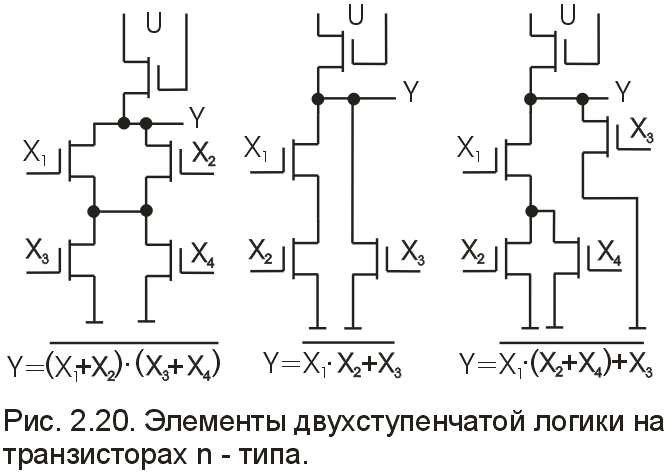 U U U
Y Y Y
X₁ X₂ X₁ X₁ X₃
X₃ X₄ X₂ X₃ X₂ X₄
Y=(X₁+X₂)·(X₃+X₄) Y=X₁·X₂+X₃ Y=X₁·(X₂+X₄)+X₃
Рис. 2.20. Элементы двухступенчатой логики на
транзисторах n - типа.